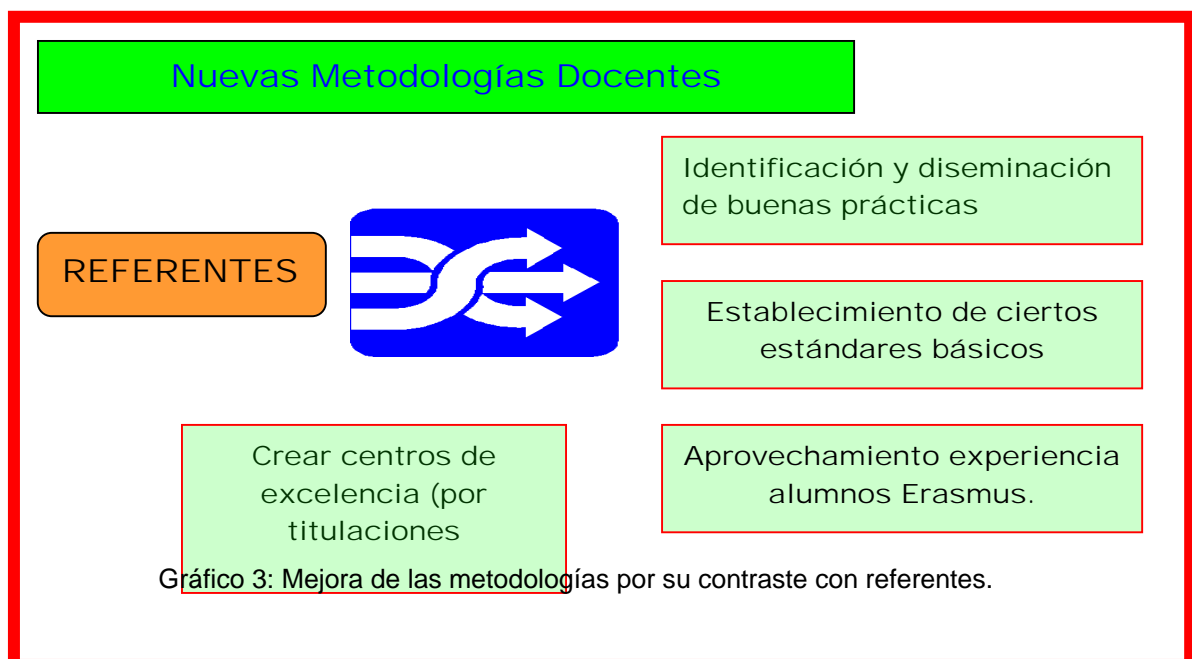 Nuevas Metodologías Docentes
Identificación y diseminación
de buenas prácticas
REFERENTES
Establecimiento de ciertos
estándares básicos
Crear centros de
excelencia (por
titulaciones
Aprovechamiento experiencia
alumnos Erasmus.
Gráfico 3: Mejora de las metodologías por su contraste con referentes.